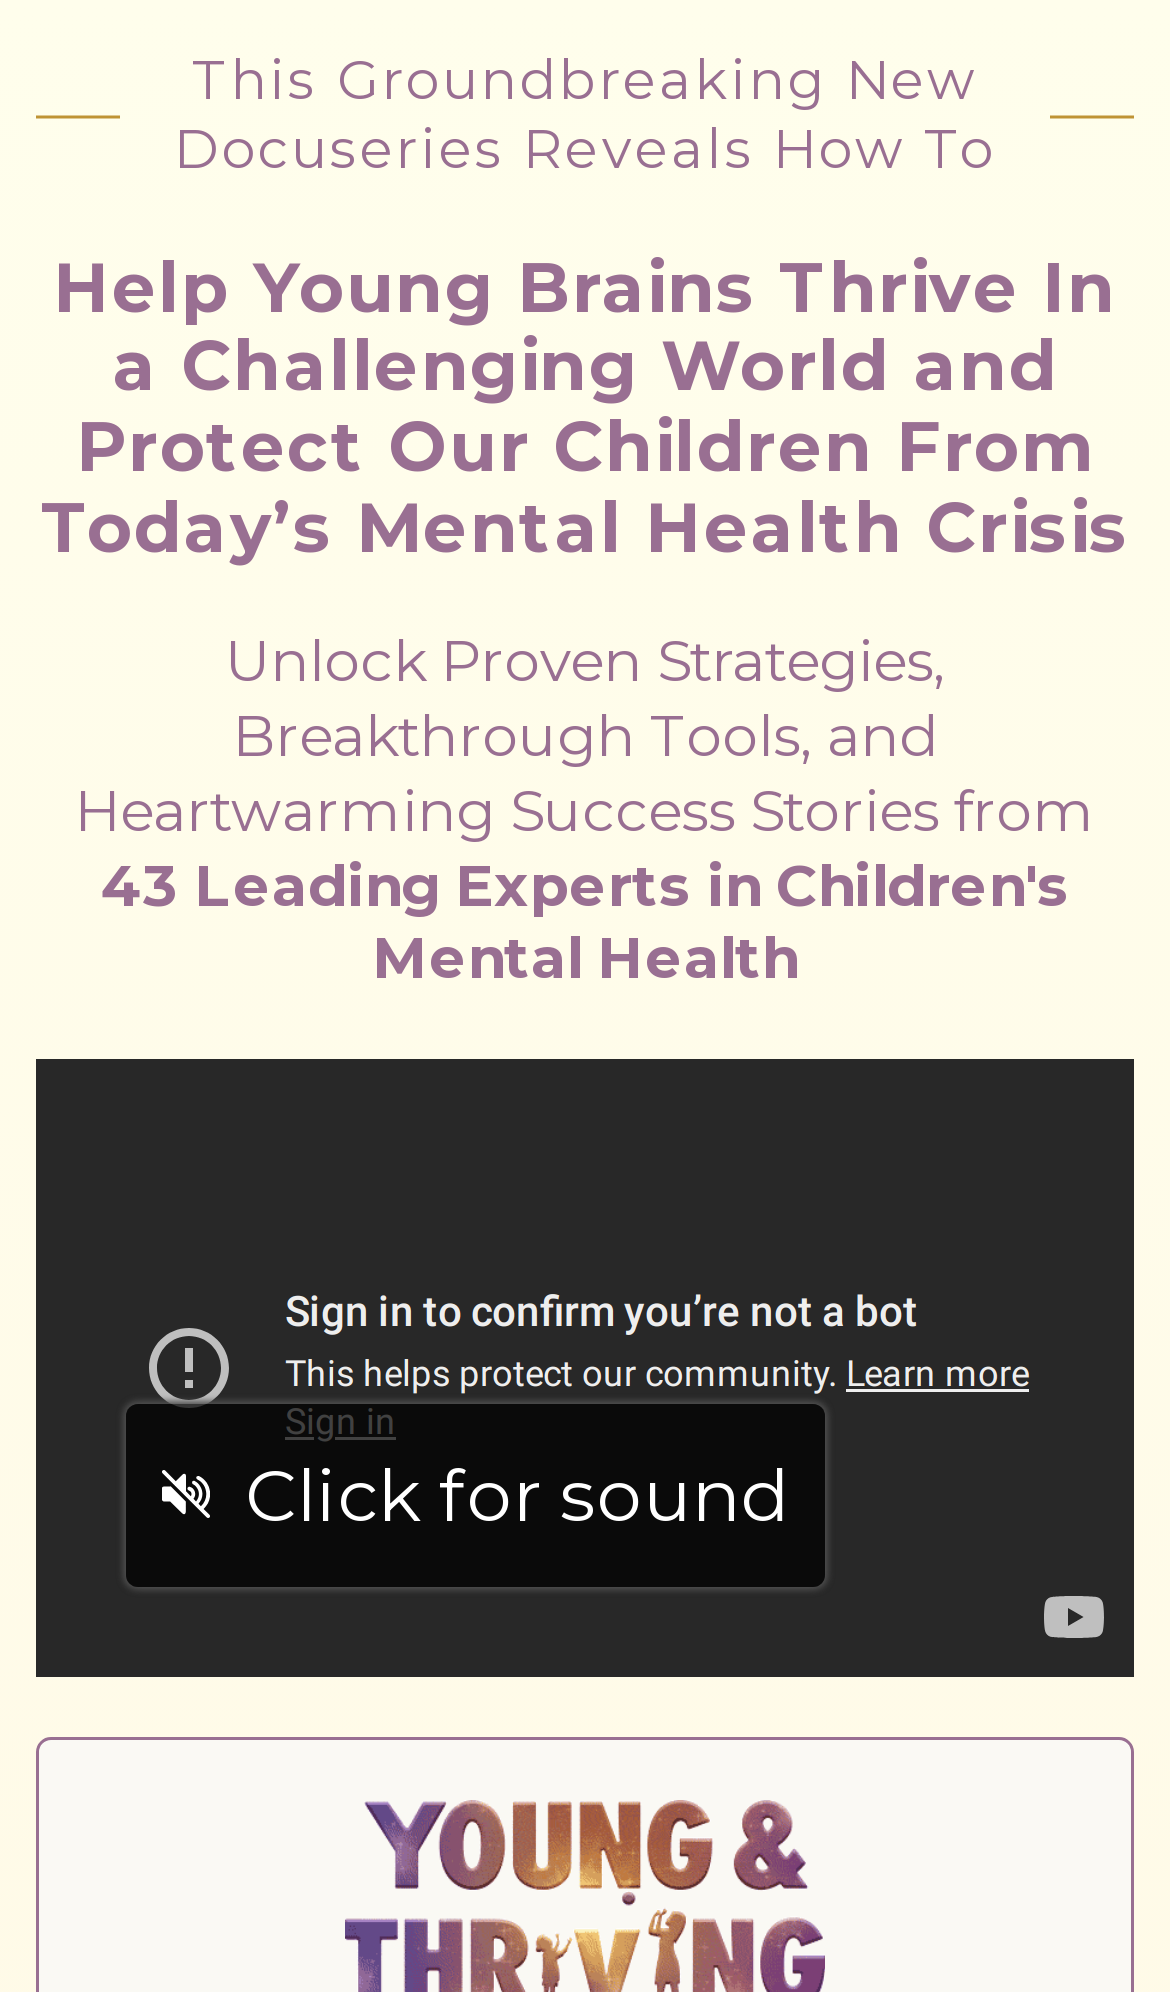 This Groundbreaking New
Docuseries Reveals How To
Help Young Brains Thrive In
a Challenging World and
Protect Our Children From
Today’s Mental Health Crisis
Unlock Proven Strategies,
Breakthrough Tools, and
Heartwarming Success Stories from
43 Leading Experts in Children's
Mental Health
Sign in to confirm you’re not a bot
This helps protect our community. Learn more
Sign in
Click for sound
YOUNG &
THRIVING